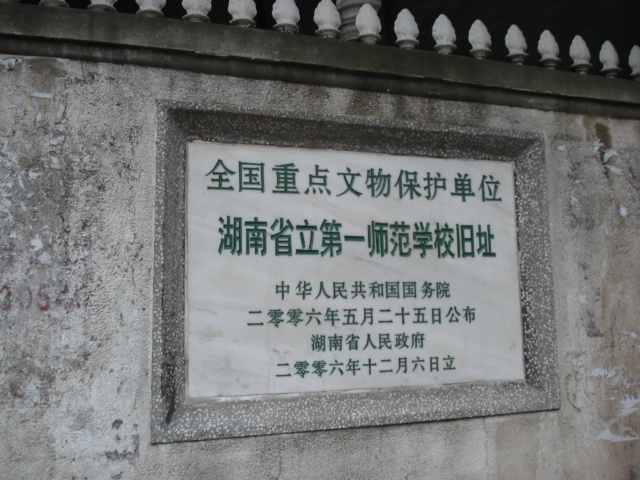 全国重点文物保护单位
湖南省立第一师范学校旧址
中华人民共和国国务院
二零零六年五月二十五日公布
湖南省人民政府
二零零六年十二月六日立